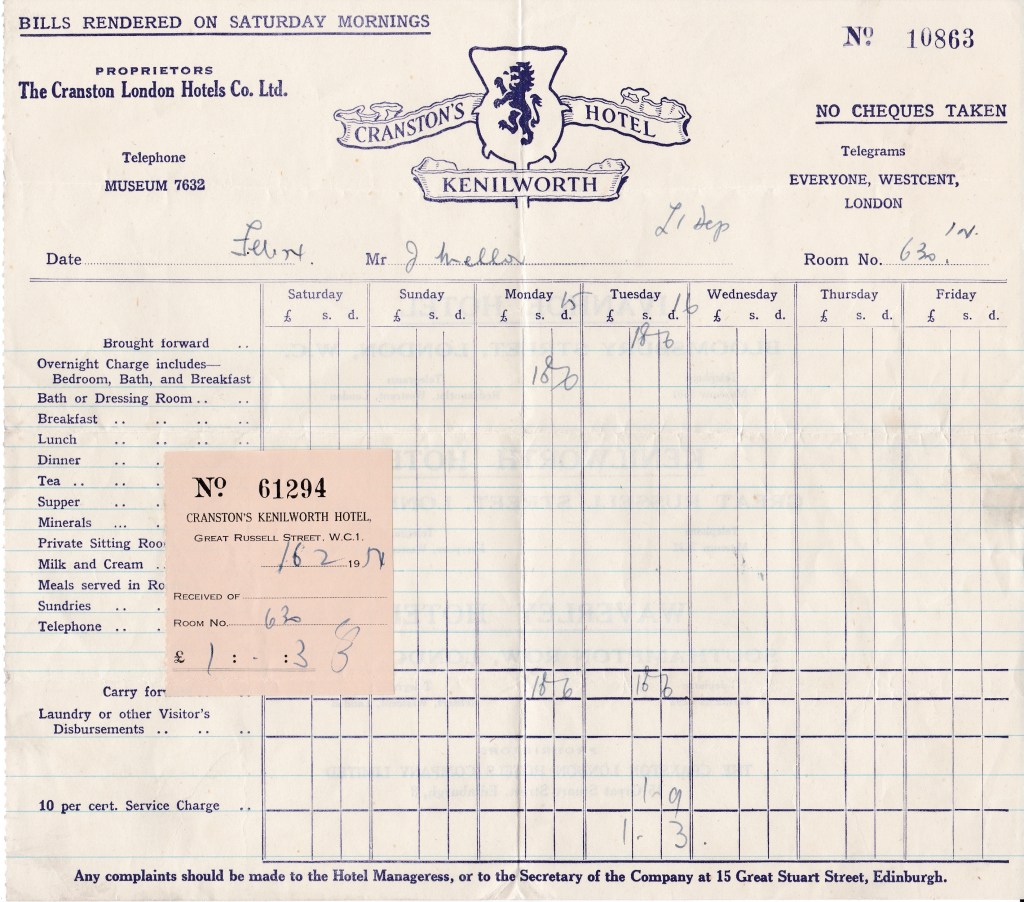 BILLS RENDERED ON SATURDAY MORNINGS
No 10863
PROPRIETORS
The Cranston London Hotels Co. Ltd.
CRANSTON'S HOTEL
KENILWORTH
NO CHEQUES TAKEN
Telephone
MUSEUM 7632
Telegrams
EVERYONE, WESTCENT,
LONDON
£1 Dep
Date Mr J Mellor Room No. 630
Saturday Sunday Monday 15 Tuesday 16 Wednesday Thursday Friday
£ s. d. £ s. d. £ s. d. £ s. d. £ s. d. £ s. d. £ s. d.
Brought forward .. 18 6
Overnight Charge includes—
Bedroom, Bath, and Breakfast 18 6
Bath or Dressing Room .. ..
Breakfast .. .. .. ..
Lunch .. .. .. ..
Dinner .. ..
Tea .. .. ..
Supper .. ..
Minerals ... ..
Private Sitting Roo
Milk and Cream ..
Meals served in Ro
Sundries .. ..
Telephone .. ..
No 61294
CRANSTON'S KENILWORTH HOTEL,
GREAT RUSSELL STREET, W.C.1.
16 2 1954
RECEIVED OF
ROOM No. 630
£ 1 : - : 3
Carry for 18 6 18 6
Laundry or other Visitor's
Disbursements .. .. ..
10 per cent. Service Charge .. 1-9
1 - 3
Any complaints should be made to the Hotel Manageress, or to the Secretary of the Company at 15 Great Stuart Street, Edinburgh.